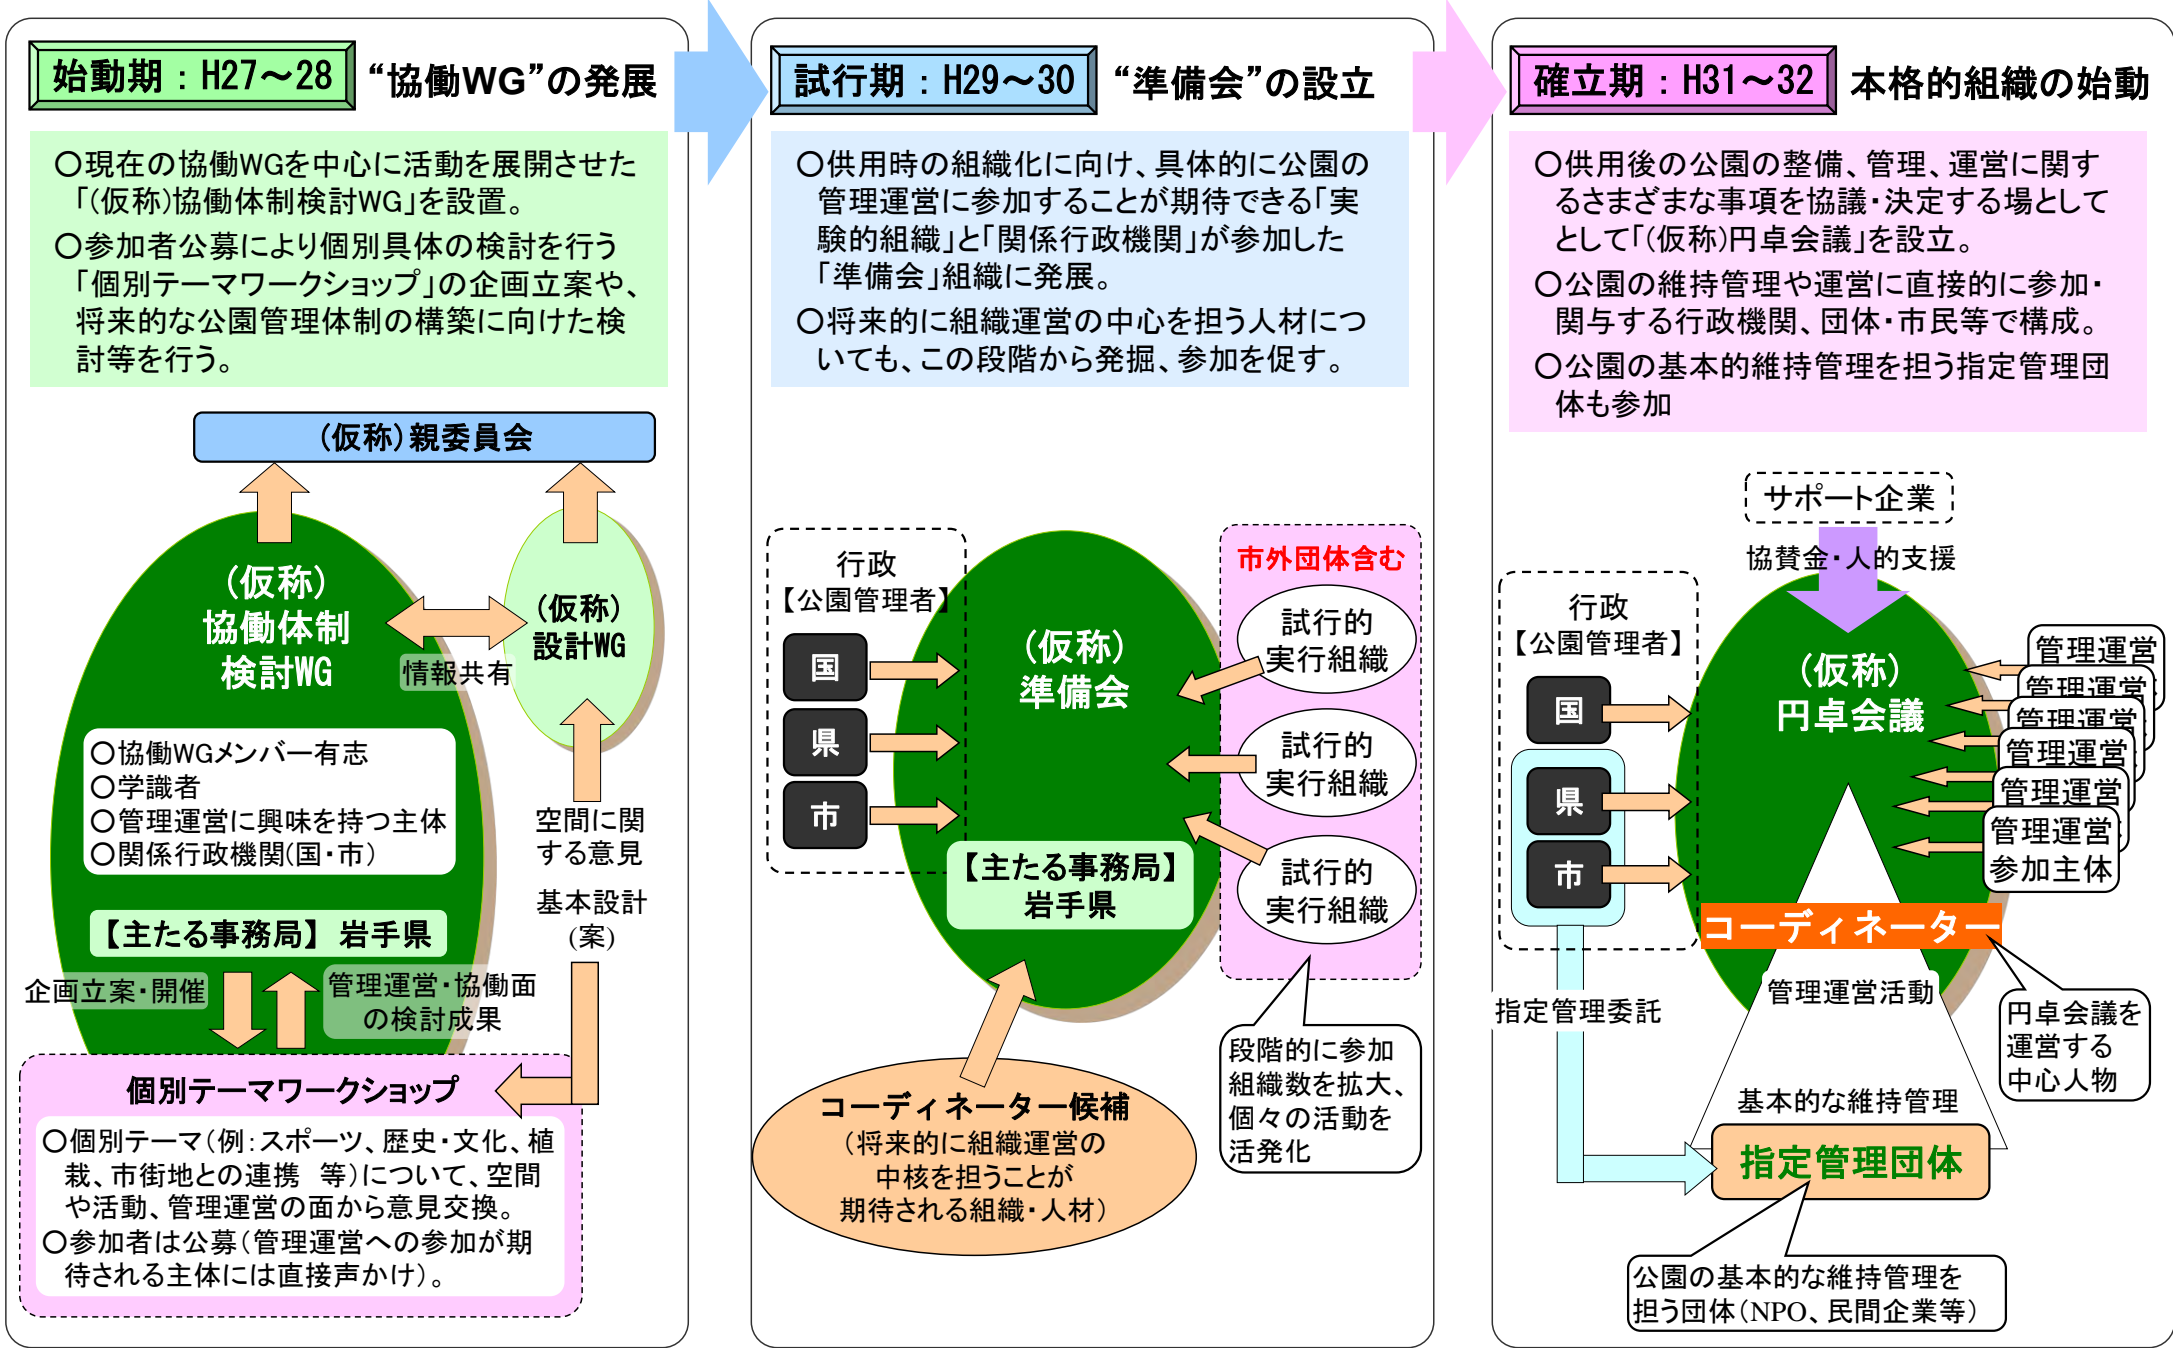 始動期：H27～28
“協働WG”の発展
〇現在の協働WGを中心に活動を展開させた
「(仮称)協働体制検討WG」を設置。
〇参加者公募により個別具体の検討を行う
「個別テーマワークショップ」の企画立案や、
将来的な公園管理体制の構築に向けた検
討等を行う。
(仮称)親委員会
(仮称)
協働体制
検討WG
(仮称)
設計WG
情報共有
〇協働WGメンバー有志
〇学識者
〇管理運営に興味を持つ主体
〇関係行政機関(国・市)
空間に関
する意見
基本設計
(案)
【主たる事務局】 岩手県
企画立案・開催
管理運営・協働面
の検討成果
個別テーマワークショップ
〇個別テーマ(例：スポーツ、歴史・文化、植
栽、市街地との連携 等)について、空間
や活動、管理運営の面から意見交換。
〇参加者は公募(管理運営への参加が期
待される主体には直接声かけ)。
試行期：H29～30
“準備会”の設立
〇供用時の組織化に向け、具体的に公園の
管理運営に参加することが期待できる「実
験的組織」と「関係行政機関」が参加した
「準備会」組織に発展。
〇将来的に組織運営の中心を担う人材につ
いても、この段階から発掘、参加を促す。
行政
【公園管理者】
国
県
市
(仮称)
準備会
【主たる事務局】
岩手県
市外団体含む
試行的
実行組織
試行的
実行組織
試行的
実行組織
段階的に参加
組織数を拡大、
個々の活動を
活発化
コーディネーター候補
(将来的に組織運営の
中核を担うことが
期待される組織・人材)
確立期：H31～32
本格的組織の始動
〇供用後の公園の整備、管理、運営に関す
るさまざまな事項を協議・決定する場として
として「(仮称)円卓会議」を設立。
〇公園の維持管理や運営に直接的に参加・
関与する行政機関、団体・市民等で構成。
〇公園の基本的維持管理を担う指定管理団
体も参加
サポート企業
協賛金・人的支援
行政
【公園管理者】
国
県
市
(仮称)
円卓会議
管理運営
管理運営
管理運営
管理運営
管理運営
管理運営
参加主体
コーディネーター
管理運営活動
円卓会議を
運営する
中心人物
指定管理委託
基本的な維持管理
指定管理団体
公園の基本的な維持管理を
担う団体(NPO、民間企業等)